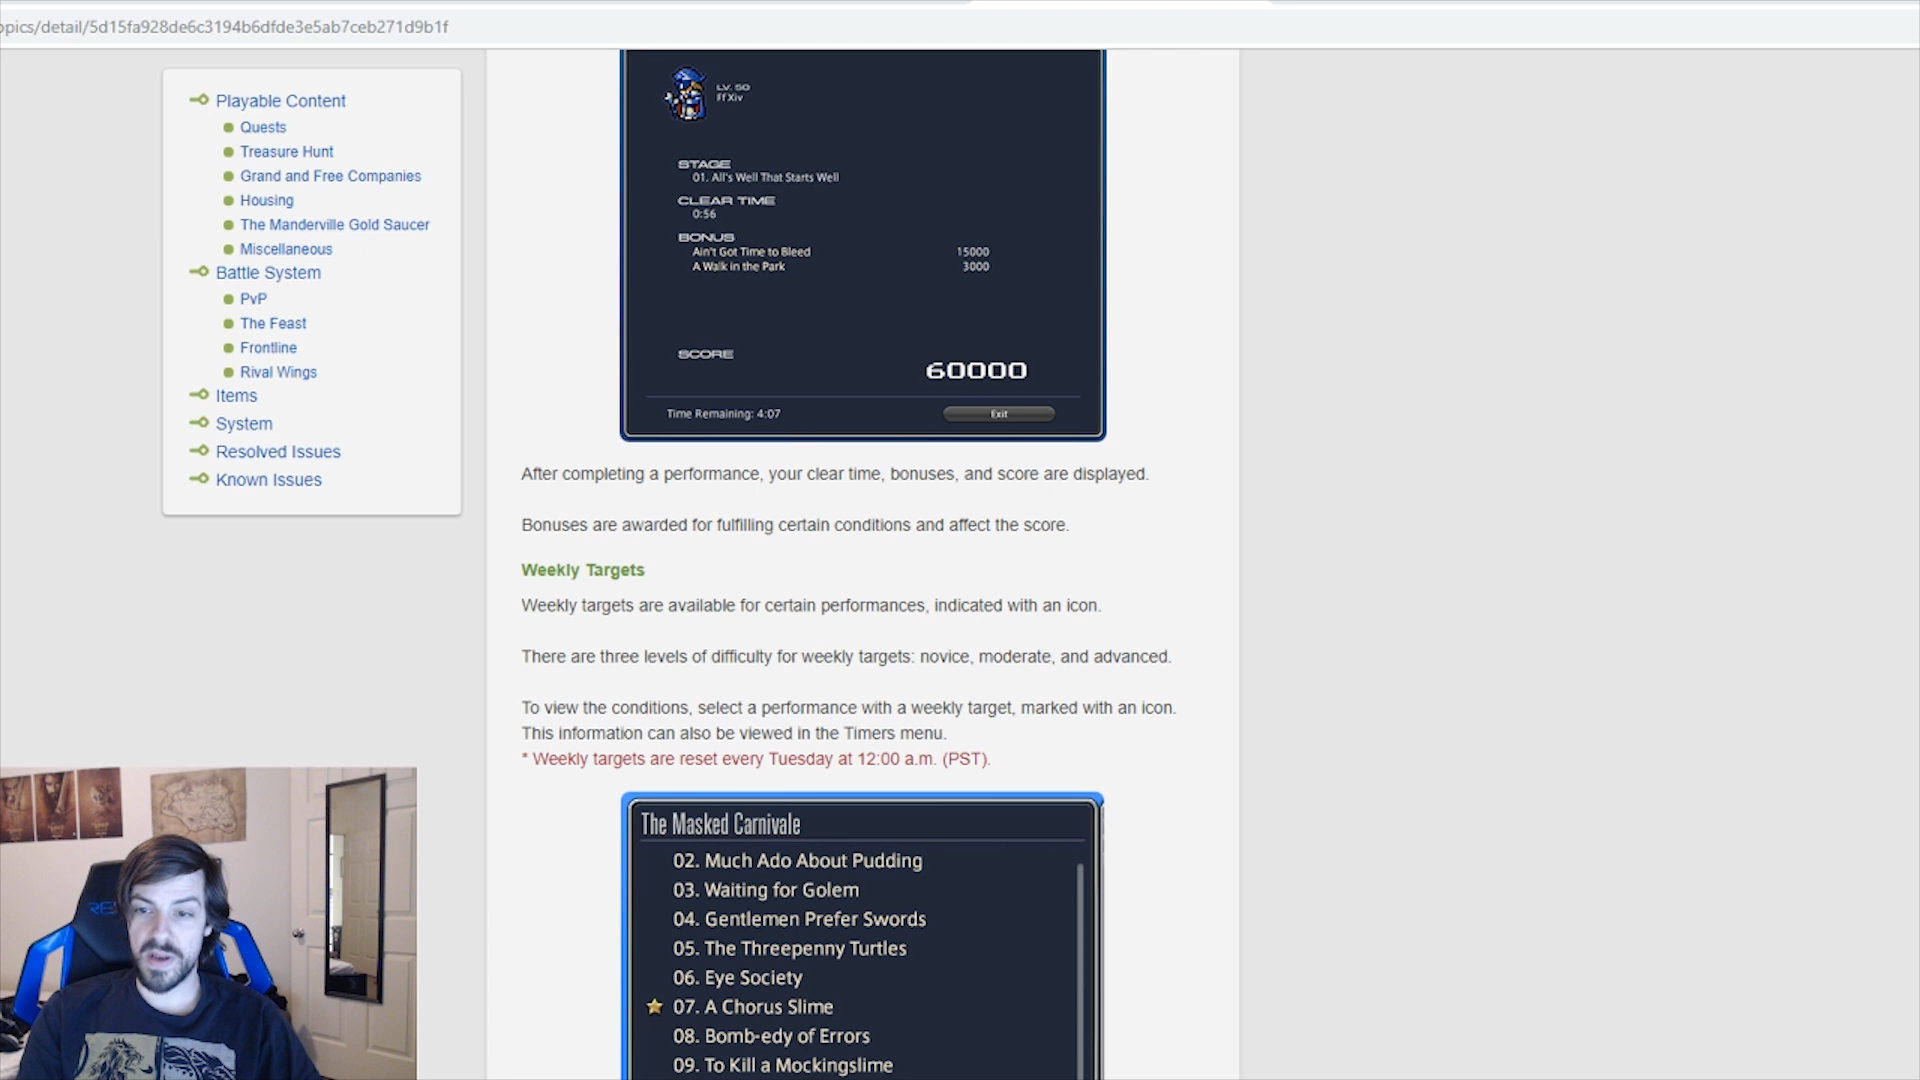 opics/detail/5d15fa928de6c3194b6dfde3e5ab7ceb271d9b1f
Playable Content
Quests
Treasure Hunt
Grand and Free Companies
Housing
The Manderville Gold Saucer
Miscellaneous
Battle System
PvP
The Feast
Frontline
Rival Wings
Items
System
Resolved Issues
Known Issues
LV. 50
Ff Xiv
STAGE
01. All's Well That Starts Well
CLEAR TIME
0:56
BONUS
Ain't Got Time to Bleed 15000
A Walk in the Park 3000
SCORE
60000
Time Remaining: 4:07 Exit
After completing a performance, your clear time, bonuses, and score are displayed.
Bonuses are awarded for fulfilling certain conditions and affect the score.
Weekly Targets
Weekly targets are available for certain performances, indicated with an icon.
There are three levels of difficulty for weekly targets: novice, moderate, and advanced.
To view the conditions, select a performance with a weekly target, marked with an icon.
This information can also be viewed in the Timers menu.
* Weekly targets are reset every Tuesday at 12:00 a.m. (PST).
The Masked Carnivale
02. Much Ado About Pudding
03. Waiting for Golem
04. Gentlemen Prefer Swords
05. The Threepenny Turtles
06. Eye Society
07. A Chorus Slime
08. Bomb-edy of Errors
09. To Kill a Mockingslime